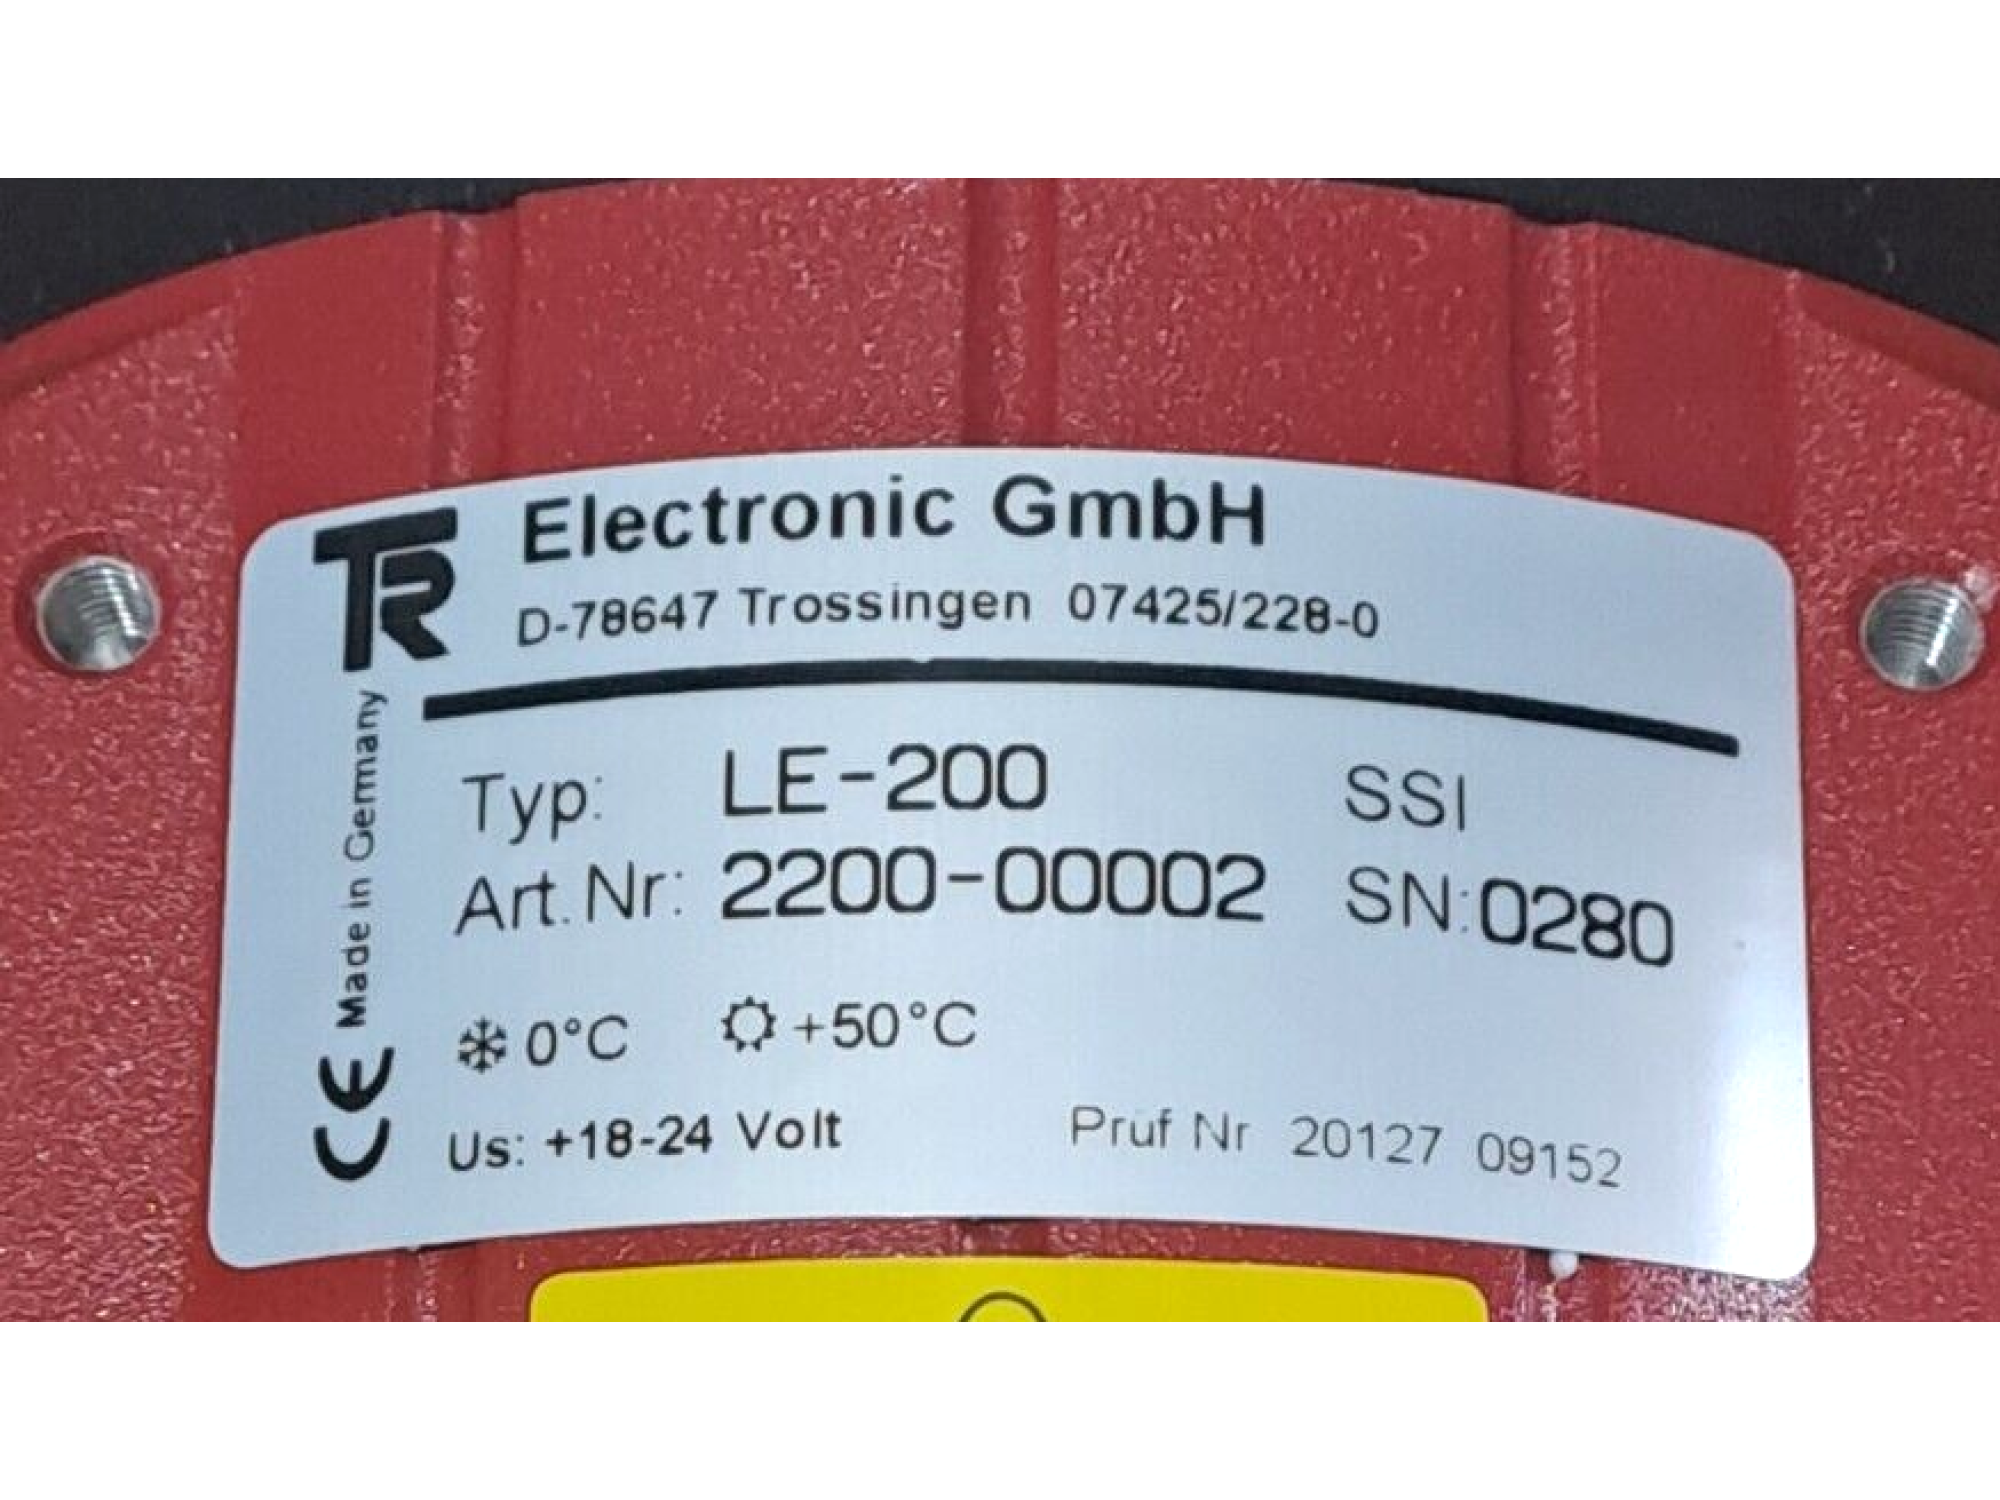 TR Electronic GmbH
D-78647 Trossingen 07425/228-0
Typ: LE-200 SSI
Art.Nr: 2200-00002 SN:0280
0°C +50°C
Us: +18-24 Volt Pruf Nr 20127 09152
CE Made in Germany